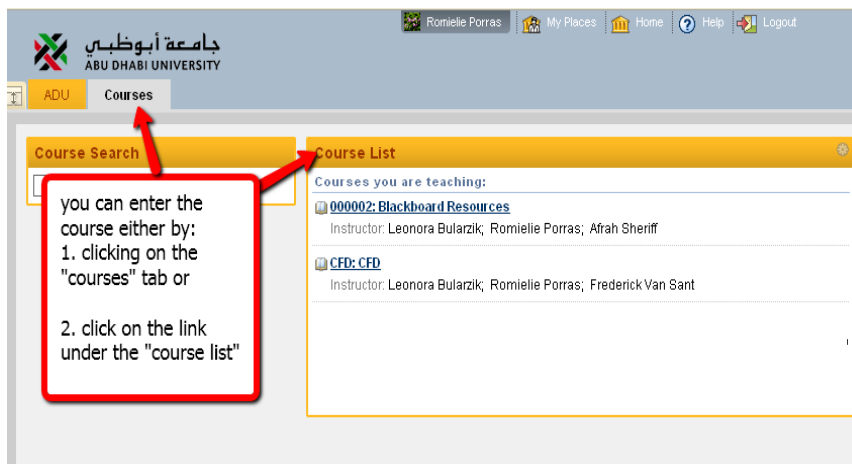 Romielie Porras My Places Home ? Help Logout
جامعة أبوظبي
ABU DHABI UNIVERSITY
ADU Courses
Course Search
Course List
Courses you are teaching:
000002: Blackboard Resources
Instructor: Leonora Bularzik; Romielie Porras; Afrah Sheriff
CFD: CFD
Instructor: Leonora Bularzik; Romielie Porras; Frederick Van Sant
you can enter the
course either by:
1. clicking on the
"courses" tab or
2. click on the link
under the "course list"